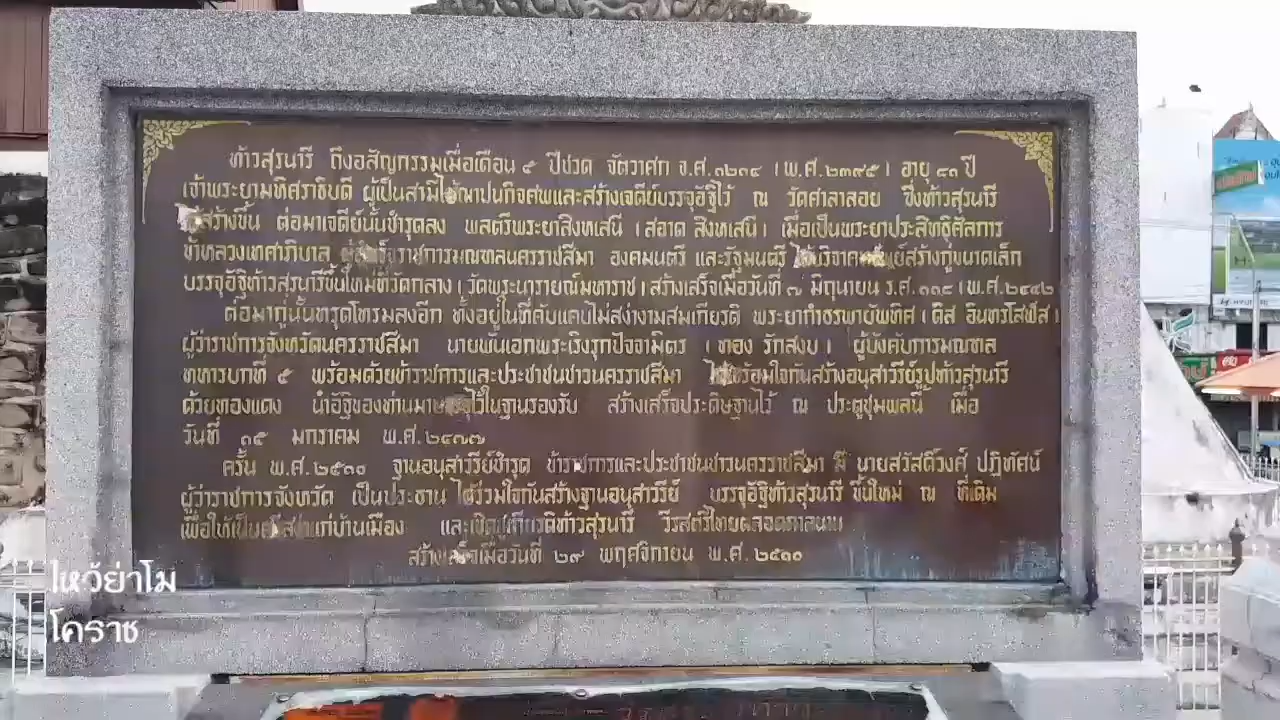 ท้าวสุรนารี ถึงอสัญกรรมเมื่อเดือน ๕ ปีชวด จัตวาศก จ.ศ.๑๒๑๔ (พ.ศ.๒๓๙๕) อายุ ๘๑ ปี
เจ้าพระยามหิศราธิบดี ผู้เป็นสามีได้ฌาปนกิจศพและสร้างเจดีย์บรรจุอัฐิไว้ ณ วัดศาลาลอย ซึ่งท้าวสุรนารี
ได้สร้างขึ้น ต่อมาเจดีย์นั้นชำรุดลง พลตรีพระยาสิงหเสนี (สอาด สิงหเสนี) เมื่อเป็นพระยาประสิทธิศัลการ
ข้าหลวงเทศาภิบาล ราชการมณฑลนครราชสีมา องคมนตรี และรัฐมนตรี ได้บริจาคทรัพย์สร้างกู่ขนาดเล็ก
บรรจุอัฐิท้าวสุรนารีขึ้นใหม่ที่วัดกลาง (วัดพระนารายณ์มหาราช) สร้างเสร็จเมื่อวันที่ ๗ มิถุนายน ร.ศ.๑๑๘ (พ.ศ.๒๔๔๒
ต่อมากู่นั้นทรุดโทรมลงอีก ทั้งอยู่ในที่คับแคบไม่สง่างามสมเกียรติ พระยากำธรพายัพทิศ (ดิส อินทรโสฬส)
ผู้ว่าราชการจังหวัดนครราชสีมา นายพันเอกพระเริงรุกปัจจามิตร (ทอง รักสงบ) ผู้บังคับการมณฑล
ทหารบกที่ ๕ พร้อมด้วยข้าราชการและประชาชนชาวนครราชสีมา ได้พร้อมใจกันสร้างอนุสาวรีย์รูปท้าวสุรนารี
ด้วยทองแดง นำอัฐิของท่านมาบรรจุไว้ในฐานรองรับ สร้างเสร็จประดิษฐานไว้ ณ ประตูชุมพลนี้ เมื่อ
วันที่ ๑๕ มกราคม พ.ศ.๒๔๗๗
ครั้น พ.ศ.๒๕๑๐ ฐานอนุสาวรีย์ชำรุด ข้าราชการและประชาชนชาวนครราชสีมา มี นายสวัสดิ์วงศ์ ปฏิทัศน์
ผู้ว่าราชการจังหวัด เป็นประธาน ได้ร่วมใจกันสร้างฐานอนุสาวรีย์ บรรจุอัฐิท้าวสุรนารี ขึ้นใหม่ ณ ที่เดิม
เพื่อให้เป็นศรีสง่าแก่บ้านเมือง และเชิดชูเกียรติท้าวสุรนารี วีรสตรีไทยตลอดกาลนาน
สร้างเสร็จเมื่อวันที่ ๒๙ พฤศจิกายน พ.ศ.๒๕๑๐
ไหว้ย่าโม
โคราช